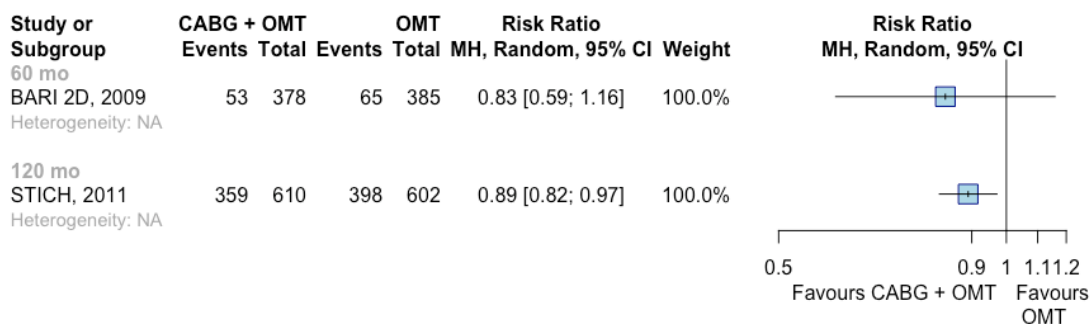 Study or CABG + OMT OMT Risk Ratio Risk Ratio
Subgroup Events Total Events Total MH, Random, 95% CI Weight MH, Random, 95% CI
60 mo
BARI 2D, 2009 53 378 65 385 0.83 [0.59; 1.16] 100.0%
Heterogeneity: NA
120 mo
STICH, 2011 359 610 398 602 0.89 [0.82; 0.97] 100.0%
Heterogeneity: NA
0.5 0.9 1 1.11.2
Favours CABG + OMT Favours
OMT